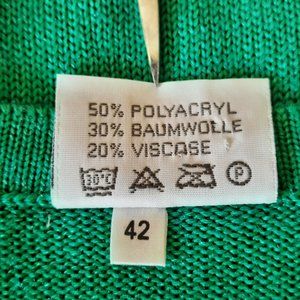 50% POLYACRYL
30% BAUMWOLLE
20% VISCOSE
30°C P
42